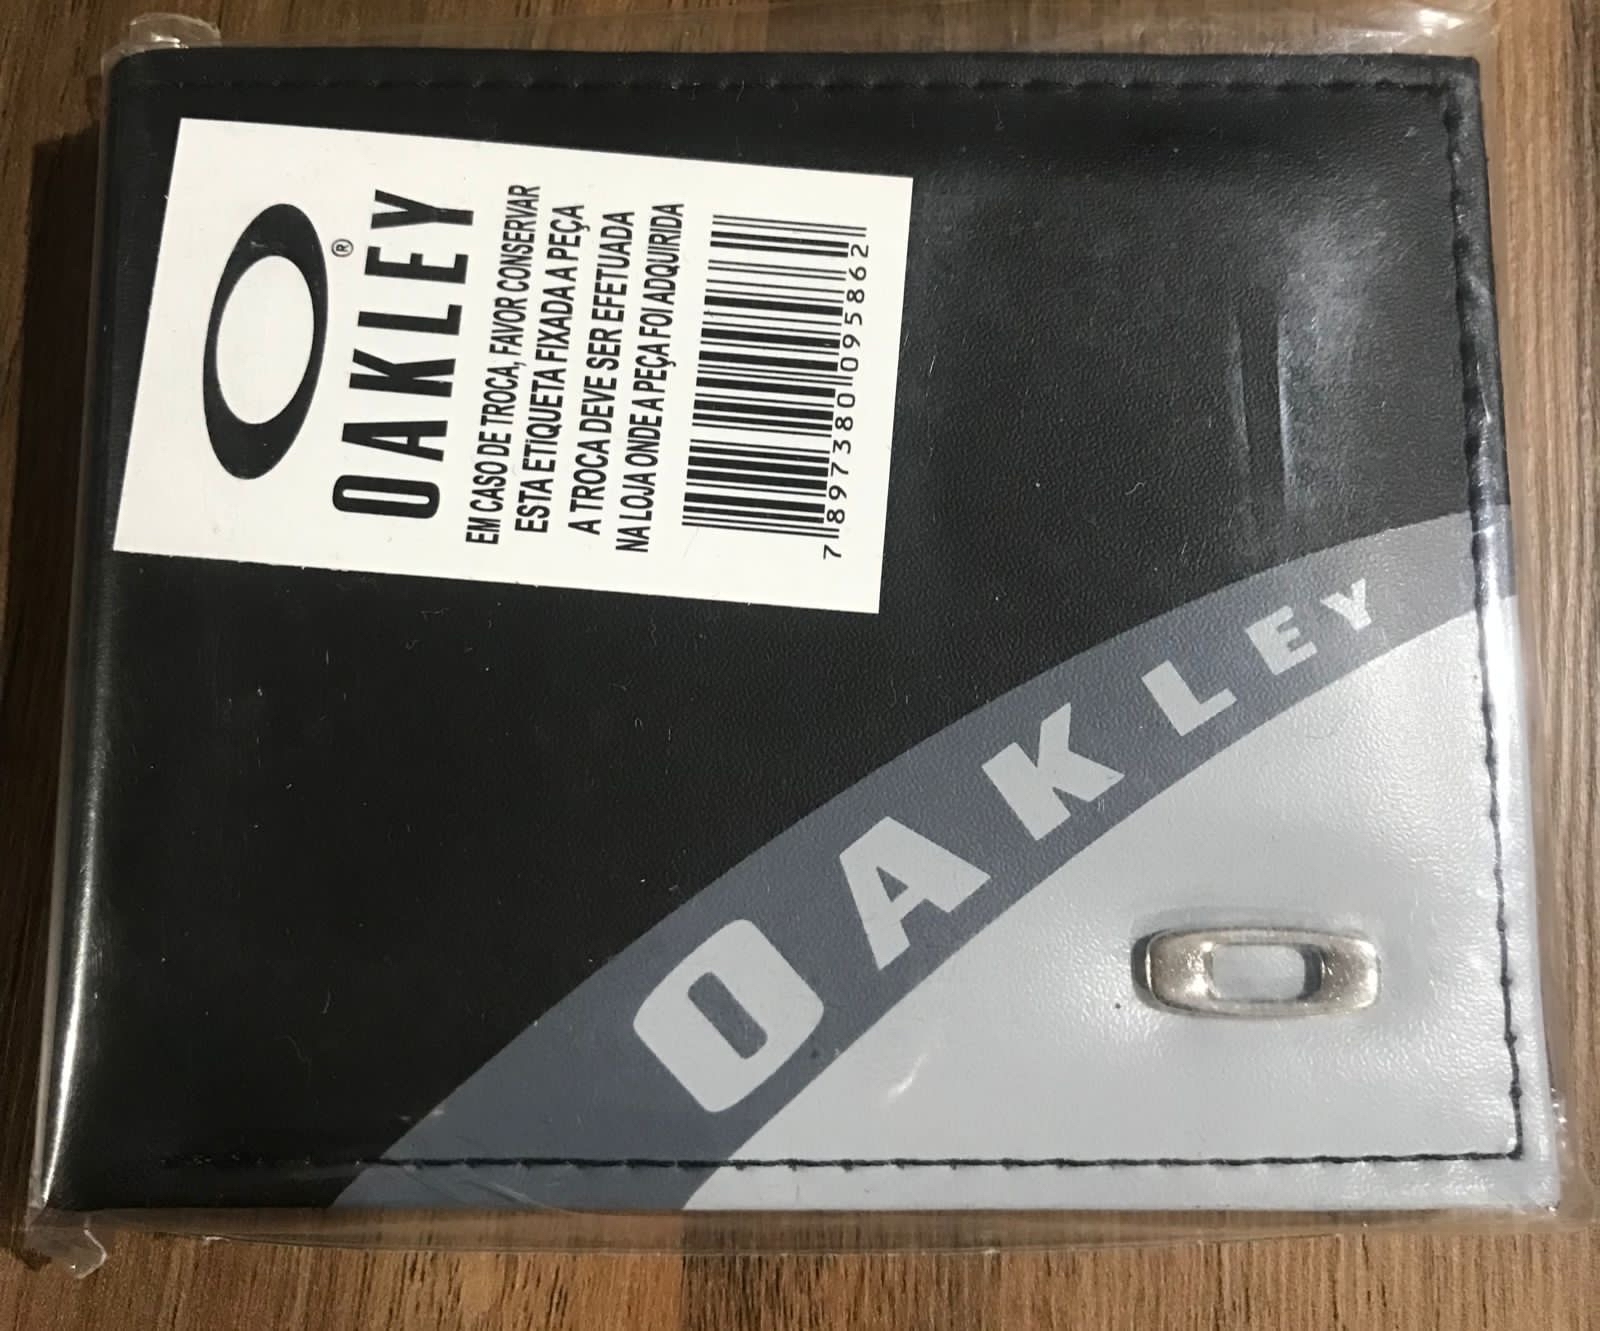 ®
OAKLEY
EM CASO DE TROCA, FAVOR CONSERVAR
ESTA ETIQUETA FIXADA A PEÇA
A TROCA DEVE SER EFETUADA
NA LOJA ONDE A PEÇA FOI ADQUIRIDA
7 897380 095862
OAKLEY